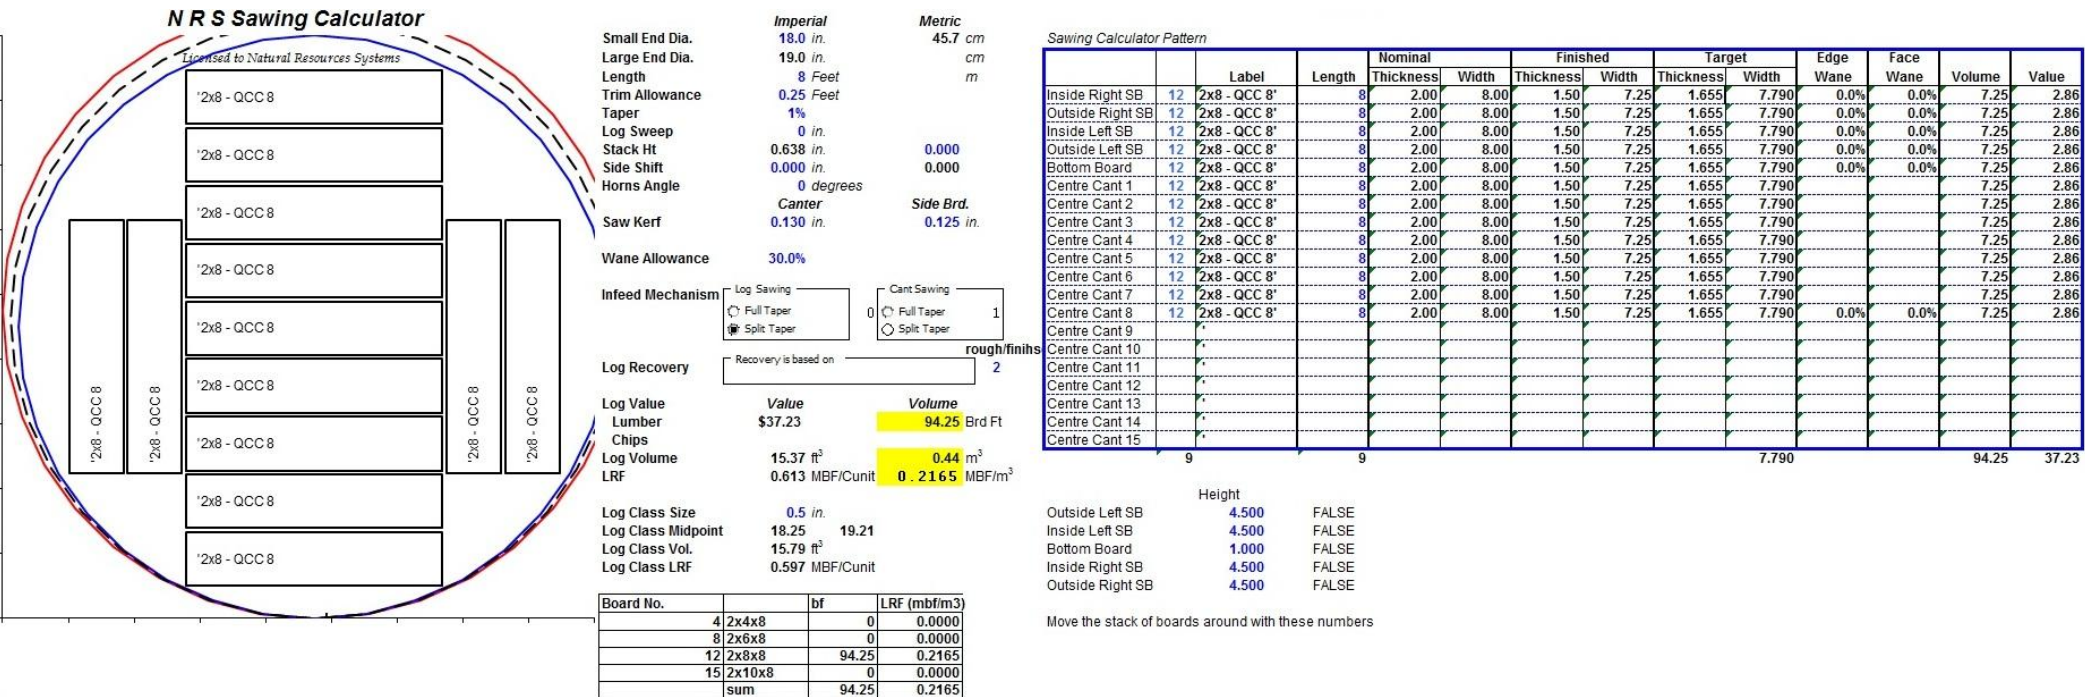 N R S Sawing Calculator
Licensed to Natural Resources Systems
'2x8 - QCC 8
'2x8 - QCC 8
'2x8 - QCC 8
'2x8 - QCC 8
'2x8 - QCC 8
'2x8 - QCC 8
'2x8 - QCC 8
'2x8 - QCC 8
'2x8 - QCC 8
'2x8 - QCC 8
'2x8 - QCC 8
'2x8 - QCC 8
'2x8 - QCC 8
Imperial Metric
Small End Dia. 18.0 in. 45.7 cm
Large End Dia. 19.0 in. cm
Length 8 Feet m
Trim Allowance 0.25 Feet
Taper 1%
Log Sweep 0 in.
Stack Ht 0.638 in. 0.000
Side Shift 0.000 in. 0.000
Horns Angle 0 degrees
Canter Side Brd.
Saw Kerf 0.130 in. 0.125 in.
Wane Allowance 30.0%
Infeed Mechanism Log Sawing Cant Sawing
Full Taper 0 Full Taper 1
Split Taper Split Taper
rough/finihs
Log Recovery Recovery is based on 2
Log Value Value Volume
Lumber $37.23 94.25 Brd Ft
Chips
Log Volume 15.37 ft³ 0.44 m³
LRF 0.613 MBF/Cunit 0.2165 MBF/m³
Log Class Size 0.5 in.
Log Class Midpoint 18.25 19.21
Log Class Vol. 15.79 ft³
Log Class LRF 0.597 MBF/Cunit
Board No. bf LRF (mbf/m3)
4 2x4x8 0 0.0000
8 2x6x8 0 0.0000
12 2x8x8 94.25 0.2165
15 2x10x8 0 0.0000
sum 94.25 0.2165
Sawing Calculator Pattern
Nominal Finished Target Edge Face
Label Length Thickness Width Thickness Width Thickness Width Wane Wane Volume Value
Inside Right SB 12 2x8 - QCC 8' 8 2.00 8.00 1.50 7.25 1.655 7.790 0.0% 0.0% 7.25 2.86
Outside Right SB 12 2x8 - QCC 8' 8 2.00 8.00 1.50 7.25 1.655 7.790 0.0% 0.0% 7.25 2.86
Inside Left SB 12 2x8 - QCC 8' 8 2.00 8.00 1.50 7.25 1.655 7.790 0.0% 0.0% 7.25 2.86
Outside Left SB 12 2x8 - QCC 8' 8 2.00 8.00 1.50 7.25 1.655 7.790 0.0% 0.0% 7.25 2.86
Bottom Board 12 2x8 - QCC 8' 8 2.00 8.00 1.50 7.25 1.655 7.790 0.0% 0.0% 7.25 2.86
Centre Cant 1 12 2x8 - QCC 8' 8 2.00 8.00 1.50 7.25 1.655 7.790 7.25 2.86
Centre Cant 2 12 2x8 - QCC 8' 8 2.00 8.00 1.50 7.25 1.655 7.790 7.25 2.86
Centre Cant 3 12 2x8 - QCC 8' 8 2.00 8.00 1.50 7.25 1.655 7.790 7.25 2.86
Centre Cant 4 12 2x8 - QCC 8' 8 2.00 8.00 1.50 7.25 1.655 7.790 7.25 2.86
Centre Cant 5 12 2x8 - QCC 8' 8 2.00 8.00 1.50 7.25 1.655 7.790 7.25 2.86
Centre Cant 6 12 2x8 - QCC 8' 8 2.00 8.00 1.50 7.25 1.655 7.790 7.25 2.86
Centre Cant 7 12 2x8 - QCC 8' 8 2.00 8.00 1.50 7.25 1.655 7.790 7.25 2.86
Centre Cant 8 12 2x8 - QCC 8' 8 2.00 8.00 1.50 7.25 1.655 7.790 0.0% 0.0% 7.25 2.86
Centre Cant 9 '
Centre Cant 10 '
Centre Cant 11 '
Centre Cant 12 '
Centre Cant 13 '
Centre Cant 14 '
Centre Cant 15 '
9 9 7.790 94.25 37.23
Height
Outside Left SB 4.500 FALSE
Inside Left SB 4.500 FALSE
Bottom Board 1.000 FALSE
Inside Right SB 4.500 FALSE
Outside Right SB 4.500 FALSE
Move the stack of boards around with these numbers